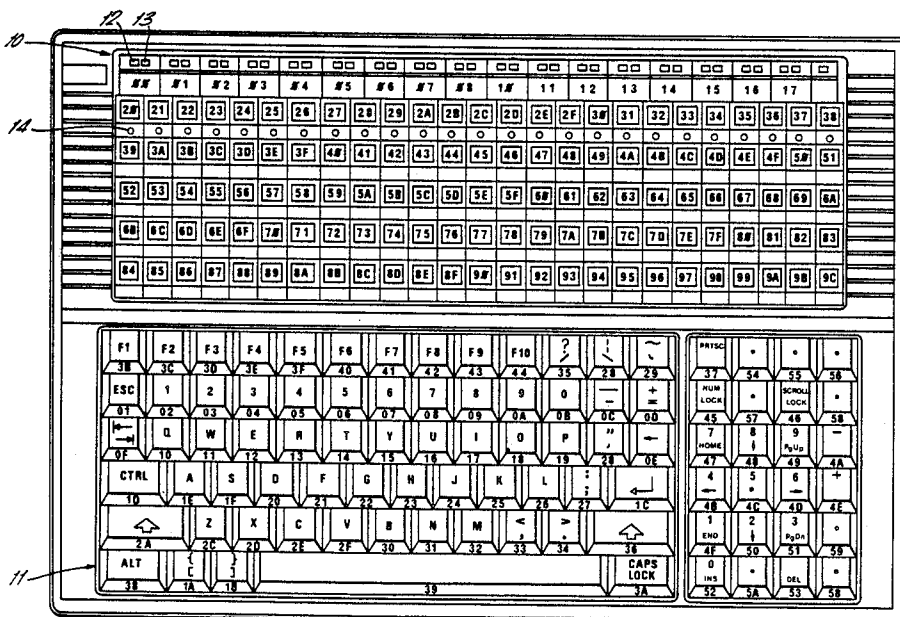 12 13
10
00 01 02 03 04 05 06 07 08 10 11 12 13 14 15 16 17
20 21 22 23 24 25 26 27 28 29 2A 2B 2C 2D 2E 2F 30 31 32 33 34 35 36 37 38
14
39 3A 3B 3C 3D 3E 3F 40 41 42 43 44 45 46 47 48 49 4A 4B 4C 4D 4E 4F 50 51
52 53 54 55 56 57 58 59 5A 5B 5C 5D 5E 5F 60 61 62 63 64 65 66 67 68 69 6A
6B 6C 6D 6E 6F 70 71 72 73 74 75 76 77 78 79 7A 7B 7C 7D 7E 7F 80 81 82 83
84 85 86 87 88 89 8A 8B 8C 8D 8E 8F 90 91 92 93 94 95 96 97 98 99 9A 9B 9C
F1 F2 F3 F4 F5 F6 F7 F8 F9 F10 ? / ¦ \ ~ ` PRTSC
3B 3C 3D 3E 3F 40 41 42 43 44 35 2B 29 37 54 55 56
ESC 1 2 3 4 5 6 7 8 9 0 — - + = NUM LOCK SCROLL LOCK
01 02 03 04 05 06 07 08 09 0A 0B 0C 0D 45 57 46 58
Q W E R T Y U I O P " , ← 7 HOME 8 ↑ 9 PgUp —
0F 10 11 12 13 14 15 16 17 18 19 28 0E 47 48 49 4A
CTRL A S D F G H J K L : ; 4 ← 5 6 → +
1D 1E 1F 20 21 22 23 24 25 26 27 1C 4B 4C 4D 4E
Z X C V B N M < , > . 1 END 2 ↓ 3 PgDn
2A 2C 2D 2E 2F 30 31 32 33 34 36 4F 50 51 59
11
ALT { [ } ] CAPS LOCK 0 INS DEL
38 1A 1B 39 3A 52 5A 53 5B